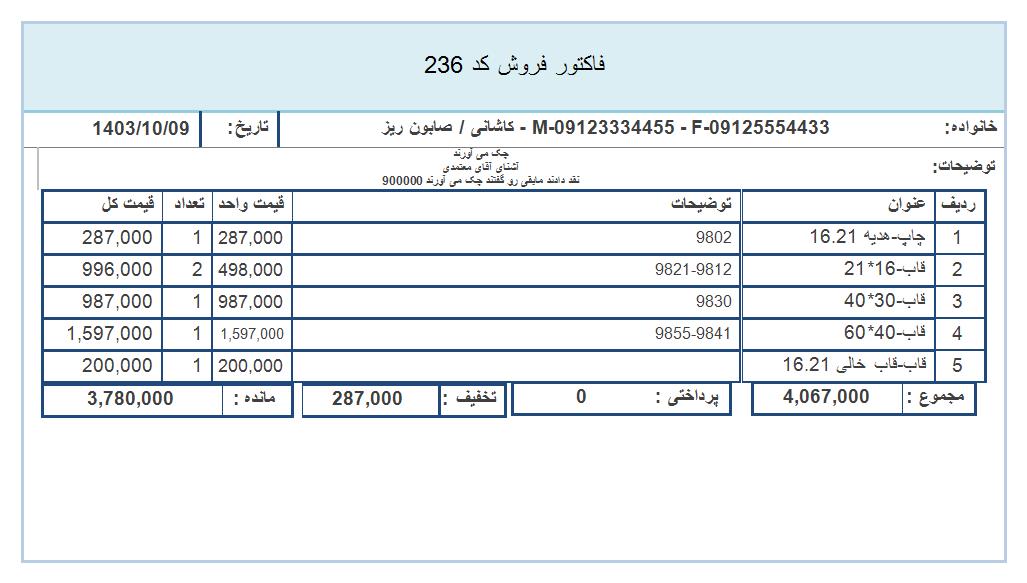 فاکتور فروش کد 236
خانواده: کاشانی / صابون ریز - M-09123334455 - F-09125554433 تاریخ: 1403/10/09
توضیحات:
چک می آورند
آشنای آقای معتمدی
نقد دادند مابقی رو گفتند چک می آورند 900000
ردیف عنوان توضیحات قیمت واحد تعداد قیمت کل
1 چاپ-هدیه 16.21 9802 287,000 1 287,000
2 قاب-16*21 9821-9812 498,000 2 996,000
3 قاب-30*40 9830 987,000 1 987,000
4 قاب-40*60 9855-9841 1,597,000 1 1,597,000
5 قاب-قاب خالی 16.21 200,000 1 200,000
مجموع : 4,067,000 پرداختی : 0 تخفیف : 287,000 مانده : 3,780,000